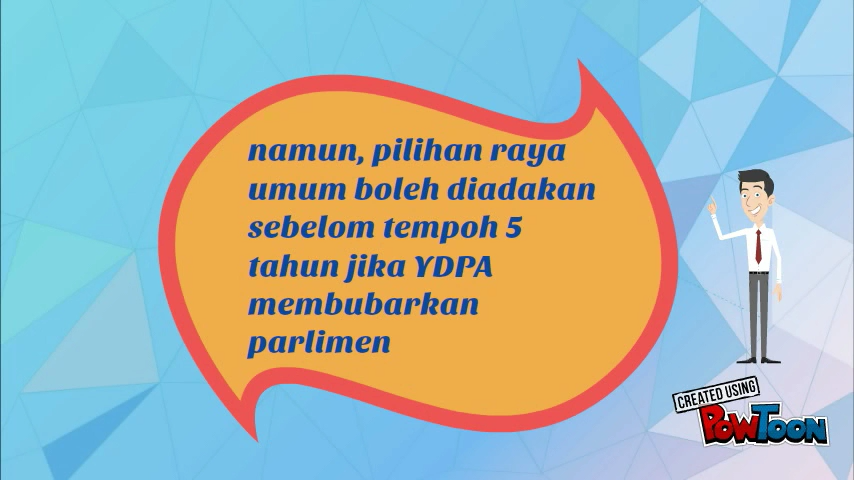 namun, pilihan raya
umum boleh diadakan
sebelom tempoh 5
tahun jika YDPA
membubarkan
parlimen
CREATED USING
POWTOON